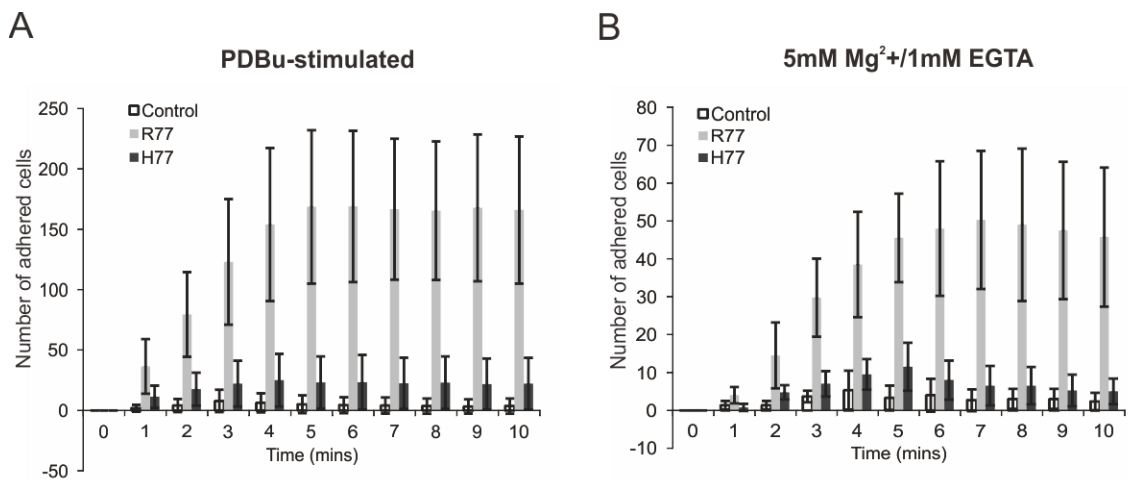 A
PDBu-stimulated
Number of adhered cells
250
200
150
100
50
0
-50
Control
R77
H77
0 1 2 3 4 5 6 7 8 9 10
Time (mins)
B
5mM Mg²+/1mM EGTA
Number of adhered cells
80
70
60
50
40
30
20
10
0
-10
Control
R77
H77
0 1 2 3 4 5 6 7 8 9 10
Time (mins)